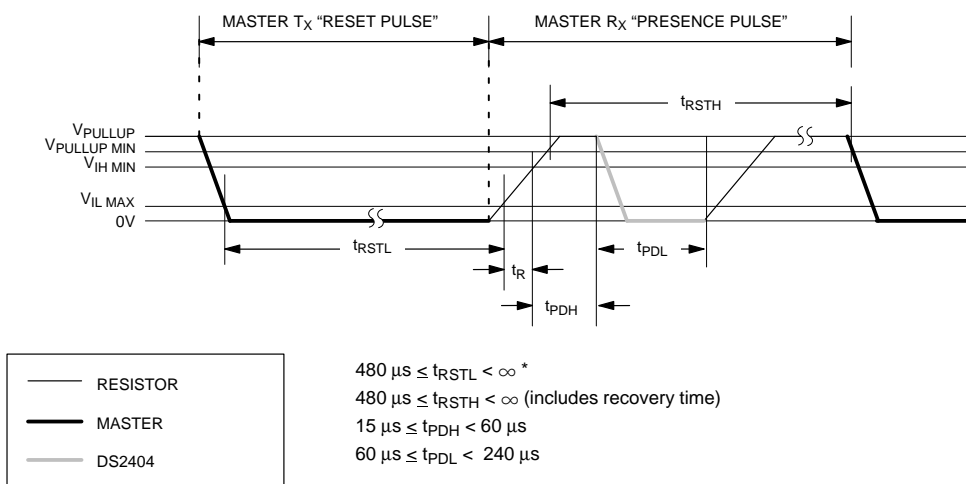 MASTER TX “RESET PULSE” MASTER RX “PRESENCE PULSE”
tRSTH
VPULLUP
VPULLUP MIN
VIH MIN
VIL MAX
0V
tRSTL
tPDL
tR
tPDH
RESISTOR
MASTER
DS2404
480 μs ≤ tRSTL < ∞ *
480 μs ≤ tRSTH < ∞ (includes recovery time)
15 μs ≤ tPDH < 60 μs
60 μs ≤ tPDL < 240 μs